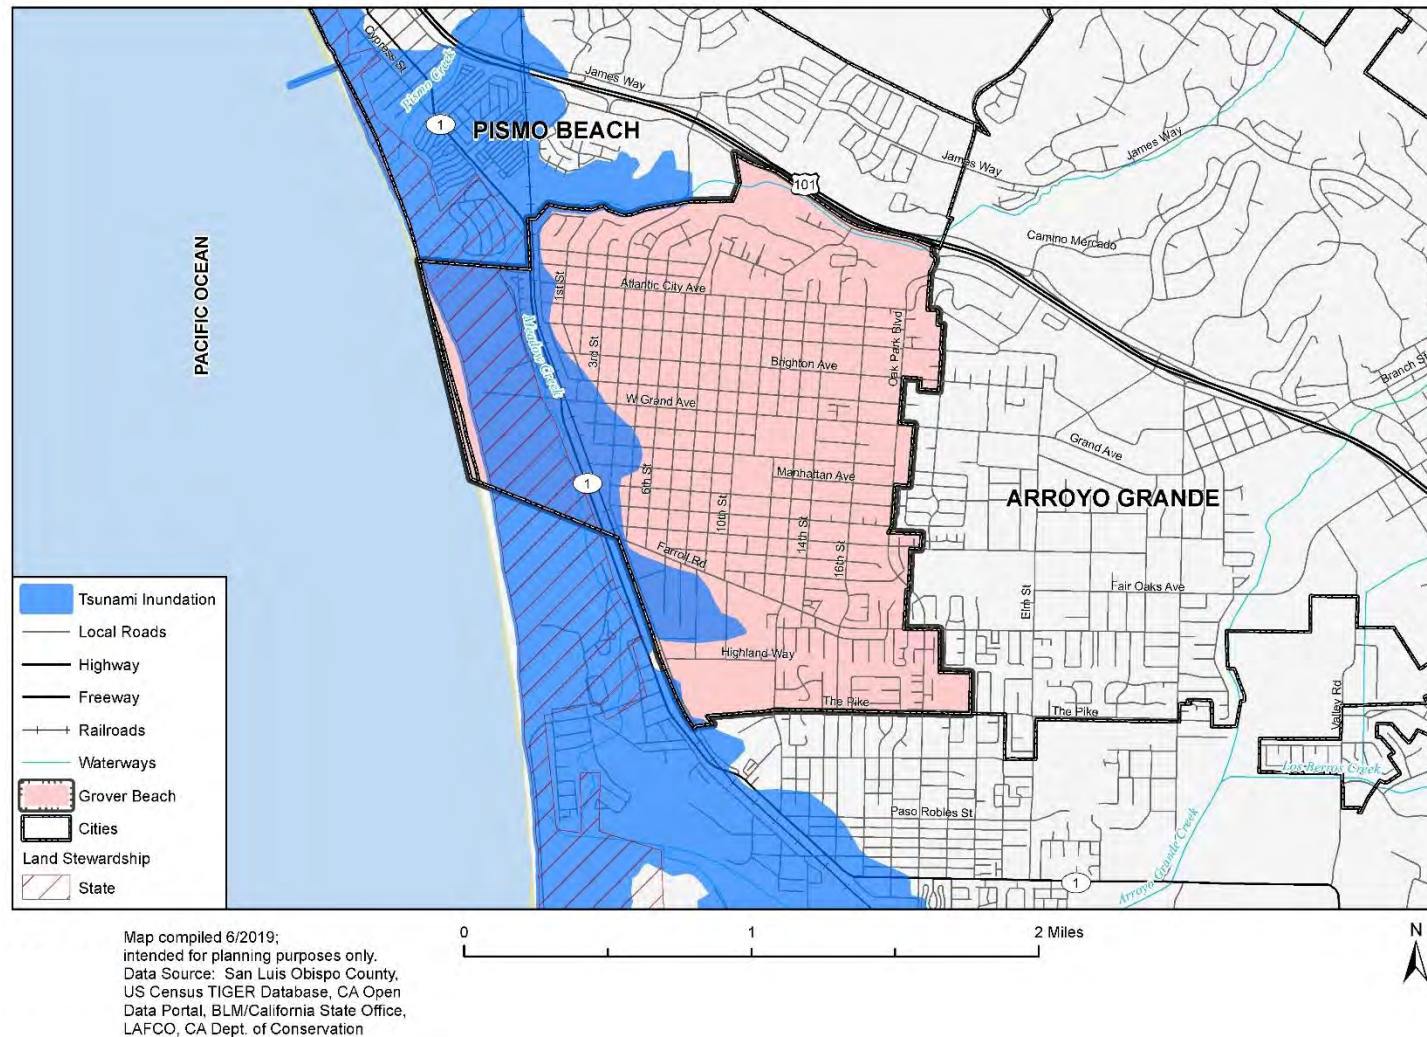 Cypress St
Pismo Creek
1
PISMO BEACH
James Way
James Way
James Way
101
Camino Mercado
PACIFIC OCEAN
1st St
Atlantic City Ave
Meadow Creek
3rd St
Brighton Ave
Oak Park Blvd
Branch St
W Grand Ave
Grand Ave
6th St
Manhattan Ave
1
10th St
14th St
16th St
ARROYO GRANDE
Farroll Rd
Elm St
Fair Oaks Ave
Highland Way
The Pike
The Pike
Valley Rd
Los Berros Creek
Paso Robles St
Arroyo Grande Creek
1
Tsunami Inundation
Local Roads
Highway
Freeway
Railroads
Waterways
Grover Beach
Cities
Land Stewardship
State
Map compiled 6/2019;
intended for planning purposes only.
Data Source: San Luis Obispo County,
US Census TIGER Database, CA Open
Data Portal, BLM/California State Office,
LAFCO, CA Dept. of Conservation
0 1 2 Miles
N